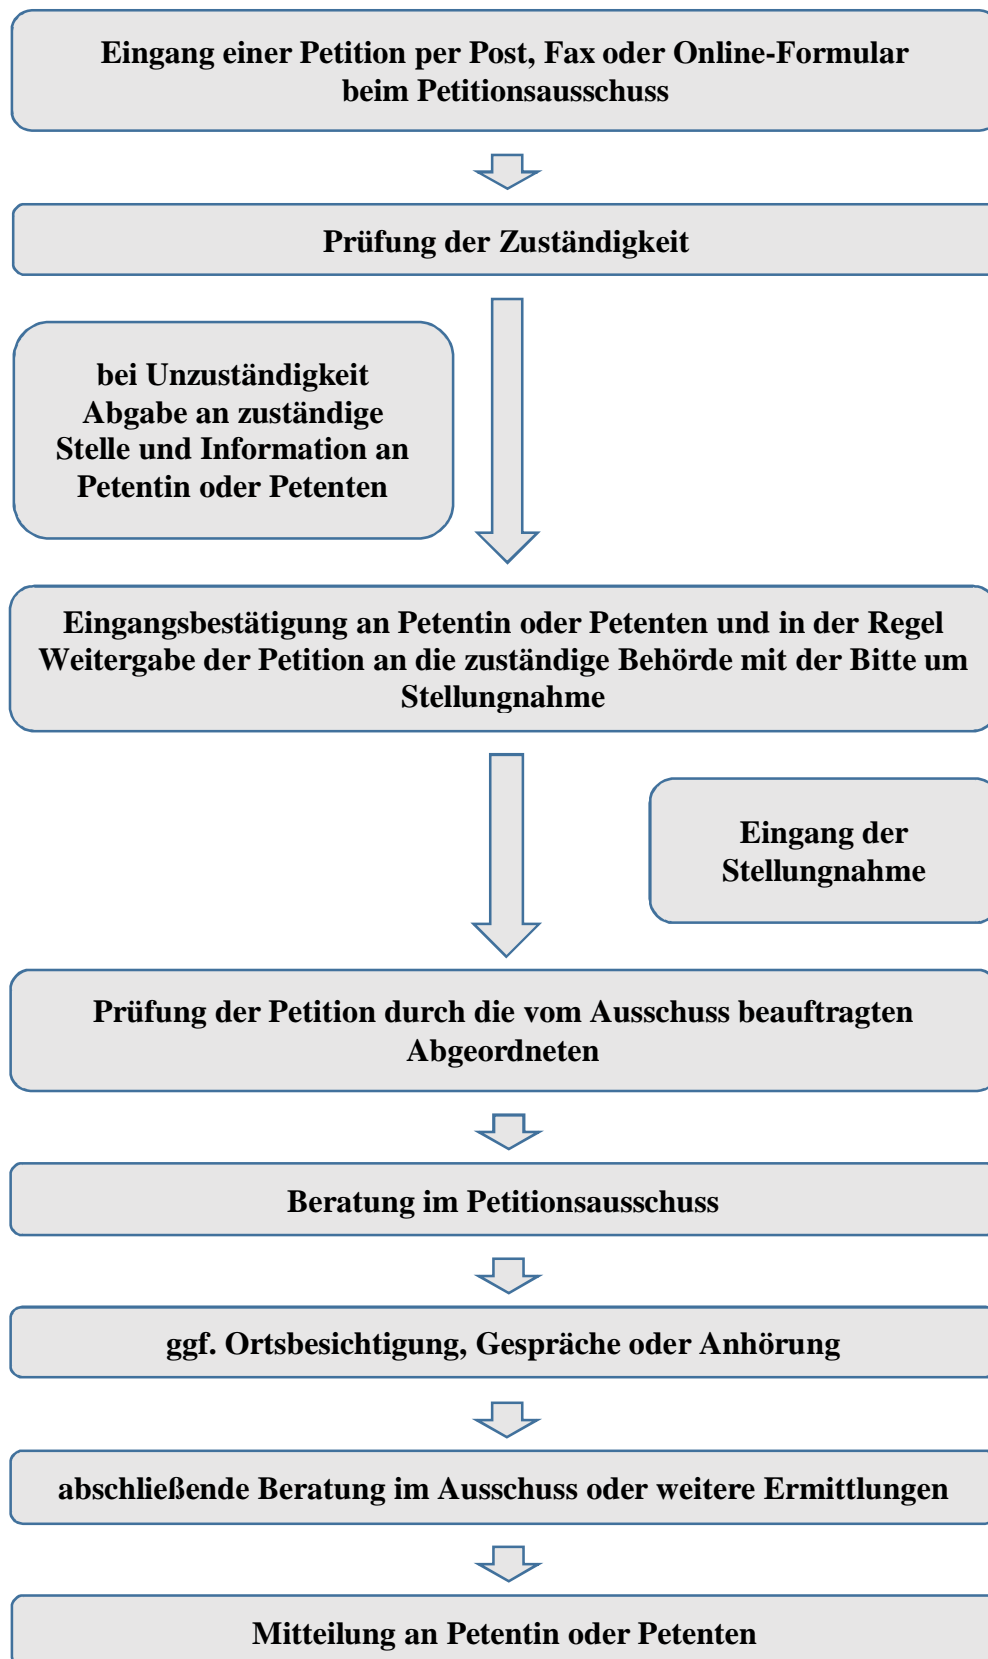 Eingang einer Petition per Post, Fax oder Online-Formular
beim Petitionsausschuss
Prüfung der Zuständigkeit
bei Unzuständigkeit
Abgabe an zuständige
Stelle und Information an
Petentin oder Petenten
Eingangsbestätigung an Petentin oder Petenten und in der Regel
Weitergabe der Petition an die zuständige Behörde mit der Bitte um
Stellungnahme
Eingang der
Stellungnahme
Prüfung der Petition durch die vom Ausschuss beauftragten
Abgeordneten
Beratung im Petitionsausschuss
ggf. Ortsbesichtigung, Gespräche oder Anhörung
abschließende Beratung im Ausschuss oder weitere Ermittlungen
Mitteilung an Petentin oder Petenten